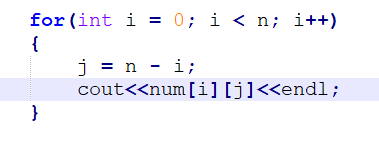 for(int i = 0; i < n; i++)
{
    j = n - i;
    cout<<num[i][j]<<endl;
}